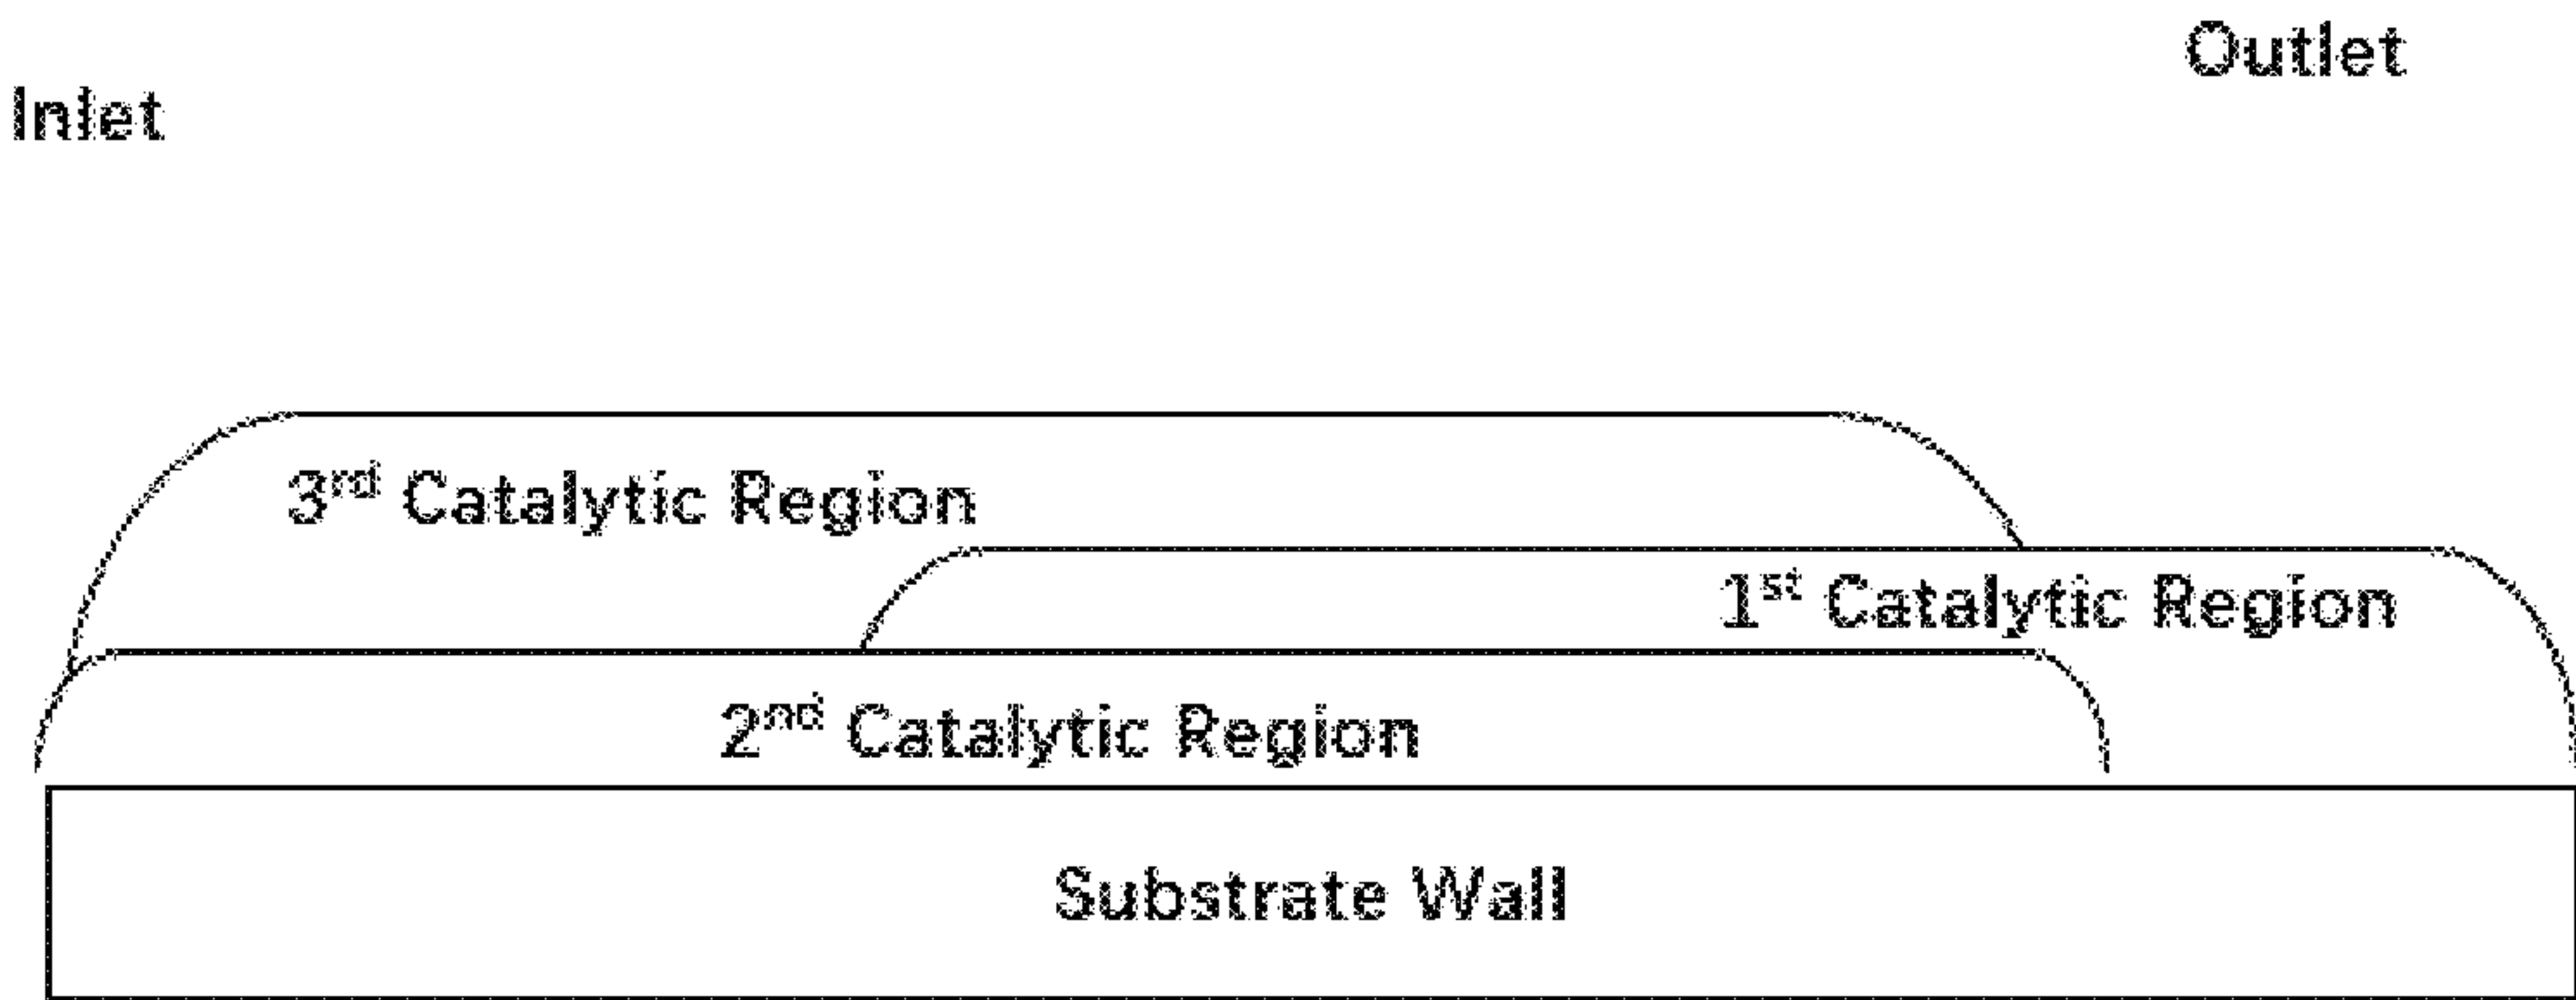 Outlet
Inlet
3rd Catalytic Region
1st Catalytic Region
2nd Catalytic Region
Substrate Wall